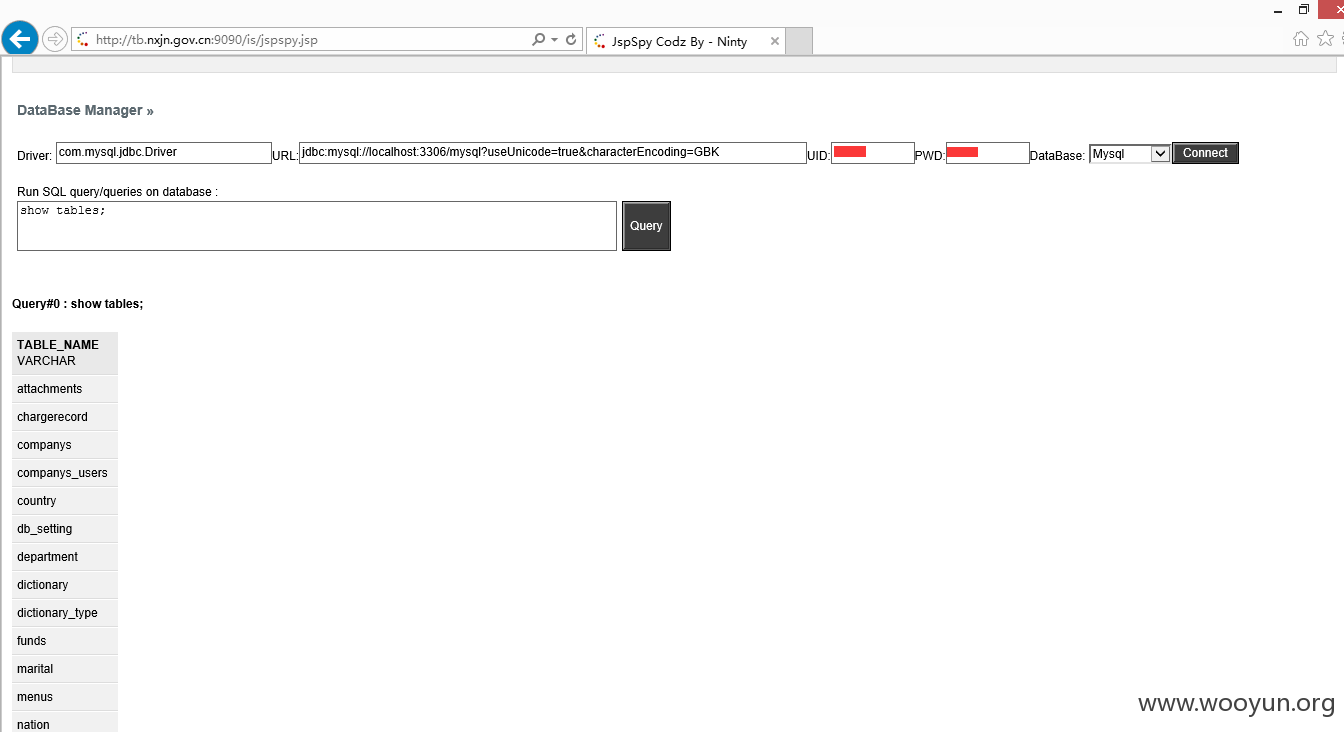 http://tb.nxjn.gov.cn:9090/is/jspspy.jsp
JspSpy Codz By - Ninty
DataBase Manager »
Driver: com.mysql.jdbc.Driver URL: jdbc:mysql://localhost:3306/mysql?useUnicode=true&characterEncoding=GBK UID: PWD: DataBase: Mysql Connect
Run SQL query/queries on database :
show tables;
Query
Query#0 : show tables;
TABLE_NAME
VARCHAR
attachments
chargerecord
companys
companys_users
country
db_setting
department
dictionary
dictionary_type
funds
marital
menus
nation
www.wooyun.org